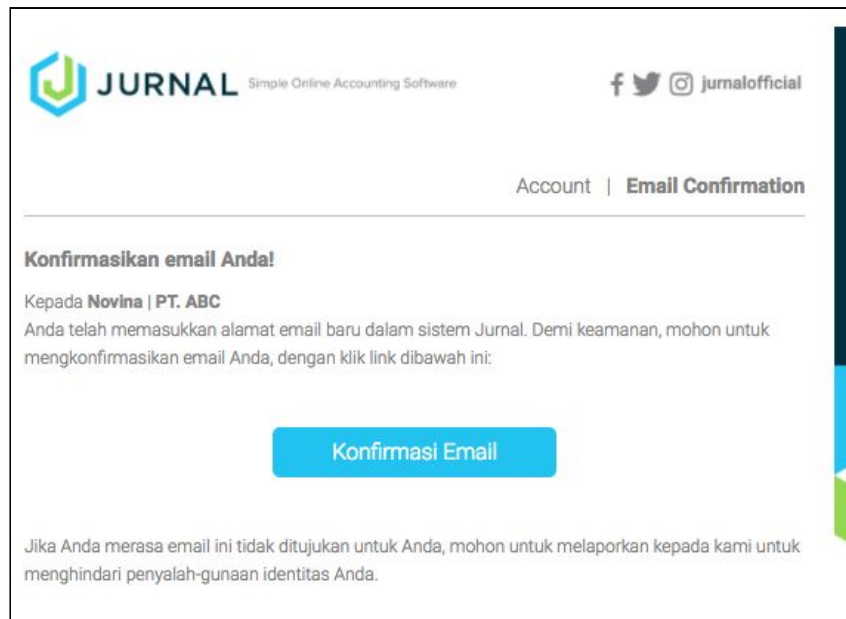 JURNAL Simple Online Accounting Software
jurnalofficial
Account | Email Confirmation
Konfirmasikan email Anda!
Kepada Novina | PT. ABC
Anda telah memasukkan alamat email baru dalam sistem Jurnal. Demi keamanan, mohon untuk
mengkonfirmasikan email Anda, dengan klik link dibawah ini:
Konfirmasi Email
Jika Anda merasa email ini tidak ditujukan untuk Anda, mohon untuk melaporkan kepada kami untuk
menghindari penyalah-gunaan identitas Anda.